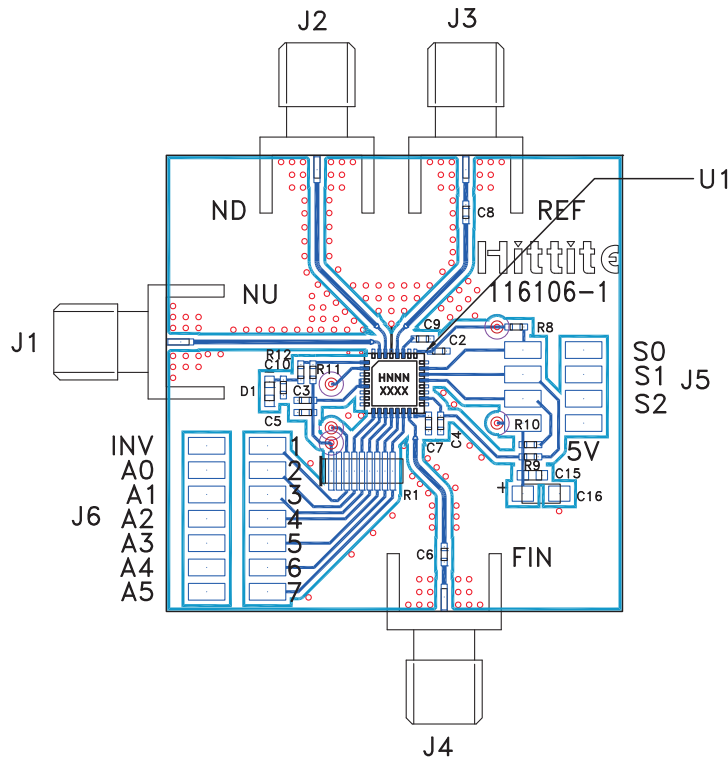 J2
J3
U1
ND
C8
REF
Hittite
116106-1
NU
J1
C9
R8
C2
R12
C10
R11
D1
C3
C5
HNNN
XXXX
S0
S1
S2
J5
R10
C7
C4
5V
R9
C15
+
C16
R1
INV 1
A0 2
A1 3
A2 4
A3 5
A4 6
A5 7
J6
C6
FIN
J4